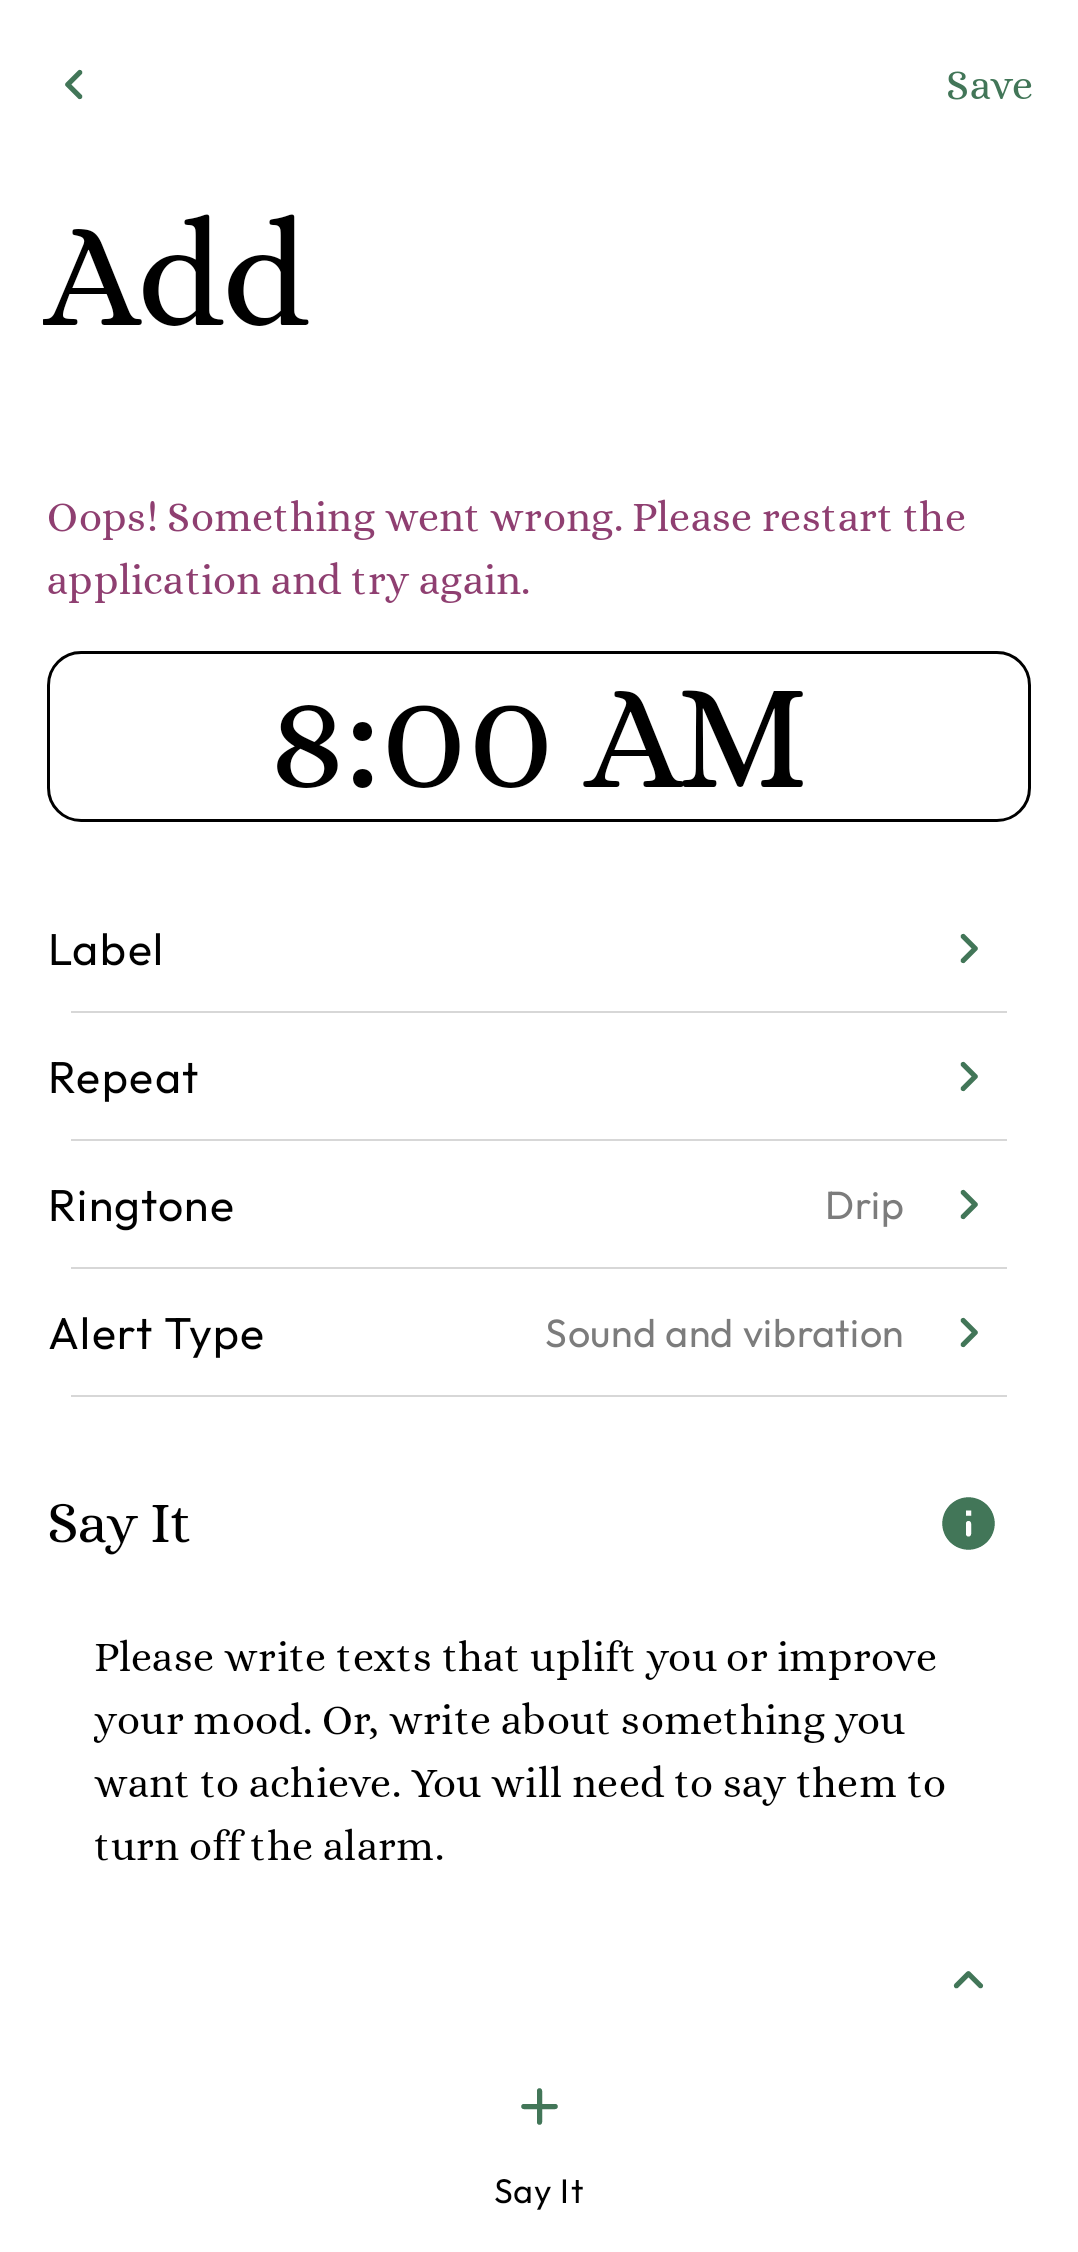 Save
Add
Oops! Something went wrong. Please restart the
application and try again.
8:00 AM
Label
Repeat
Ringtone Drip
Alert Type Sound and vibration
Say It
Please write texts that uplift you or improve
your mood. Or, write about something you
want to achieve. You will need to say them to
turn off the alarm.
Say It